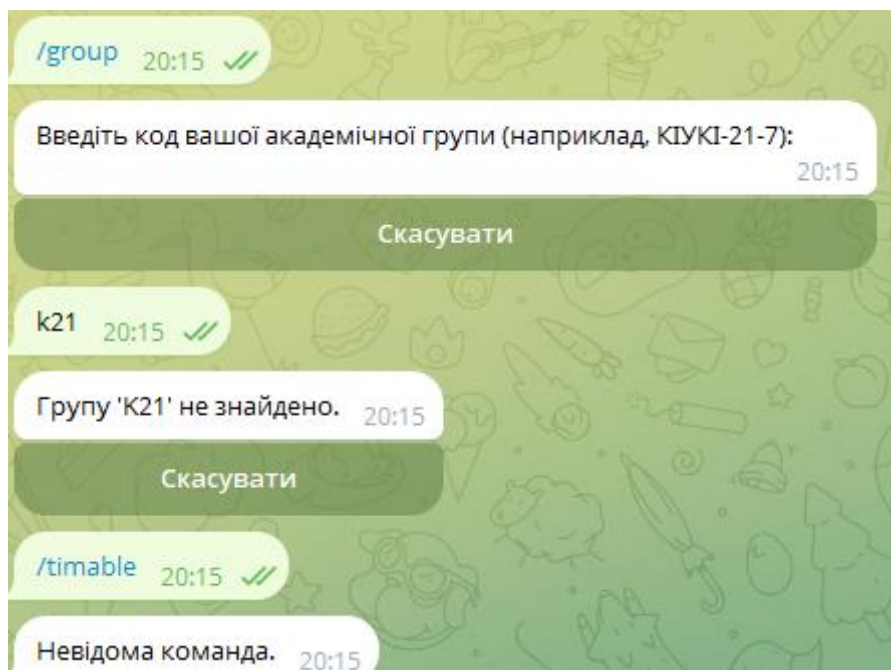 /group 20:15
Введіть код вашої академічної групи (наприклад, КІУКІ-21-7):
20:15
Скасувати
k21 20:15
Групу 'K21' не знайдено. 20:15
Скасувати
/timable 20:15
Невідома команда. 20:15